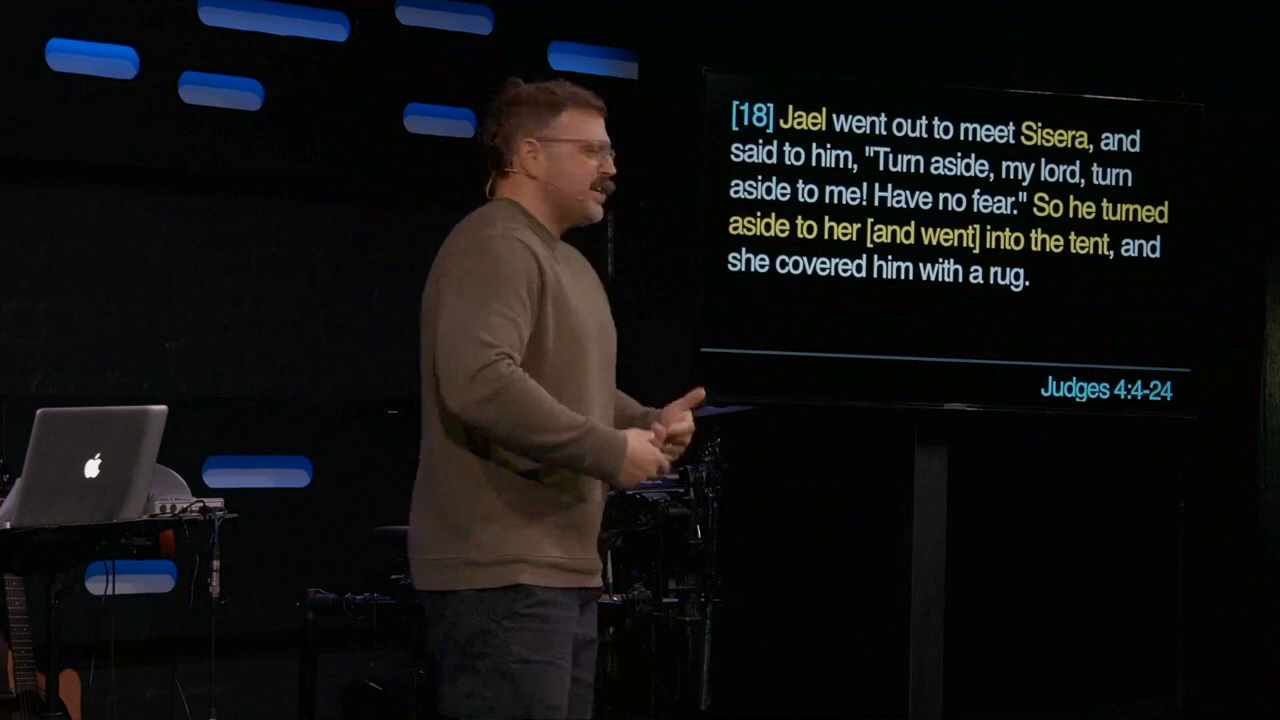 [18] Jael went out to meet Sisera, and
said to him, "Turn aside, my lord, turn
aside to me! Have no fear." So he turned
aside to her [and went] into the tent, and
she covered him with a rug.
Judges 4:4-24